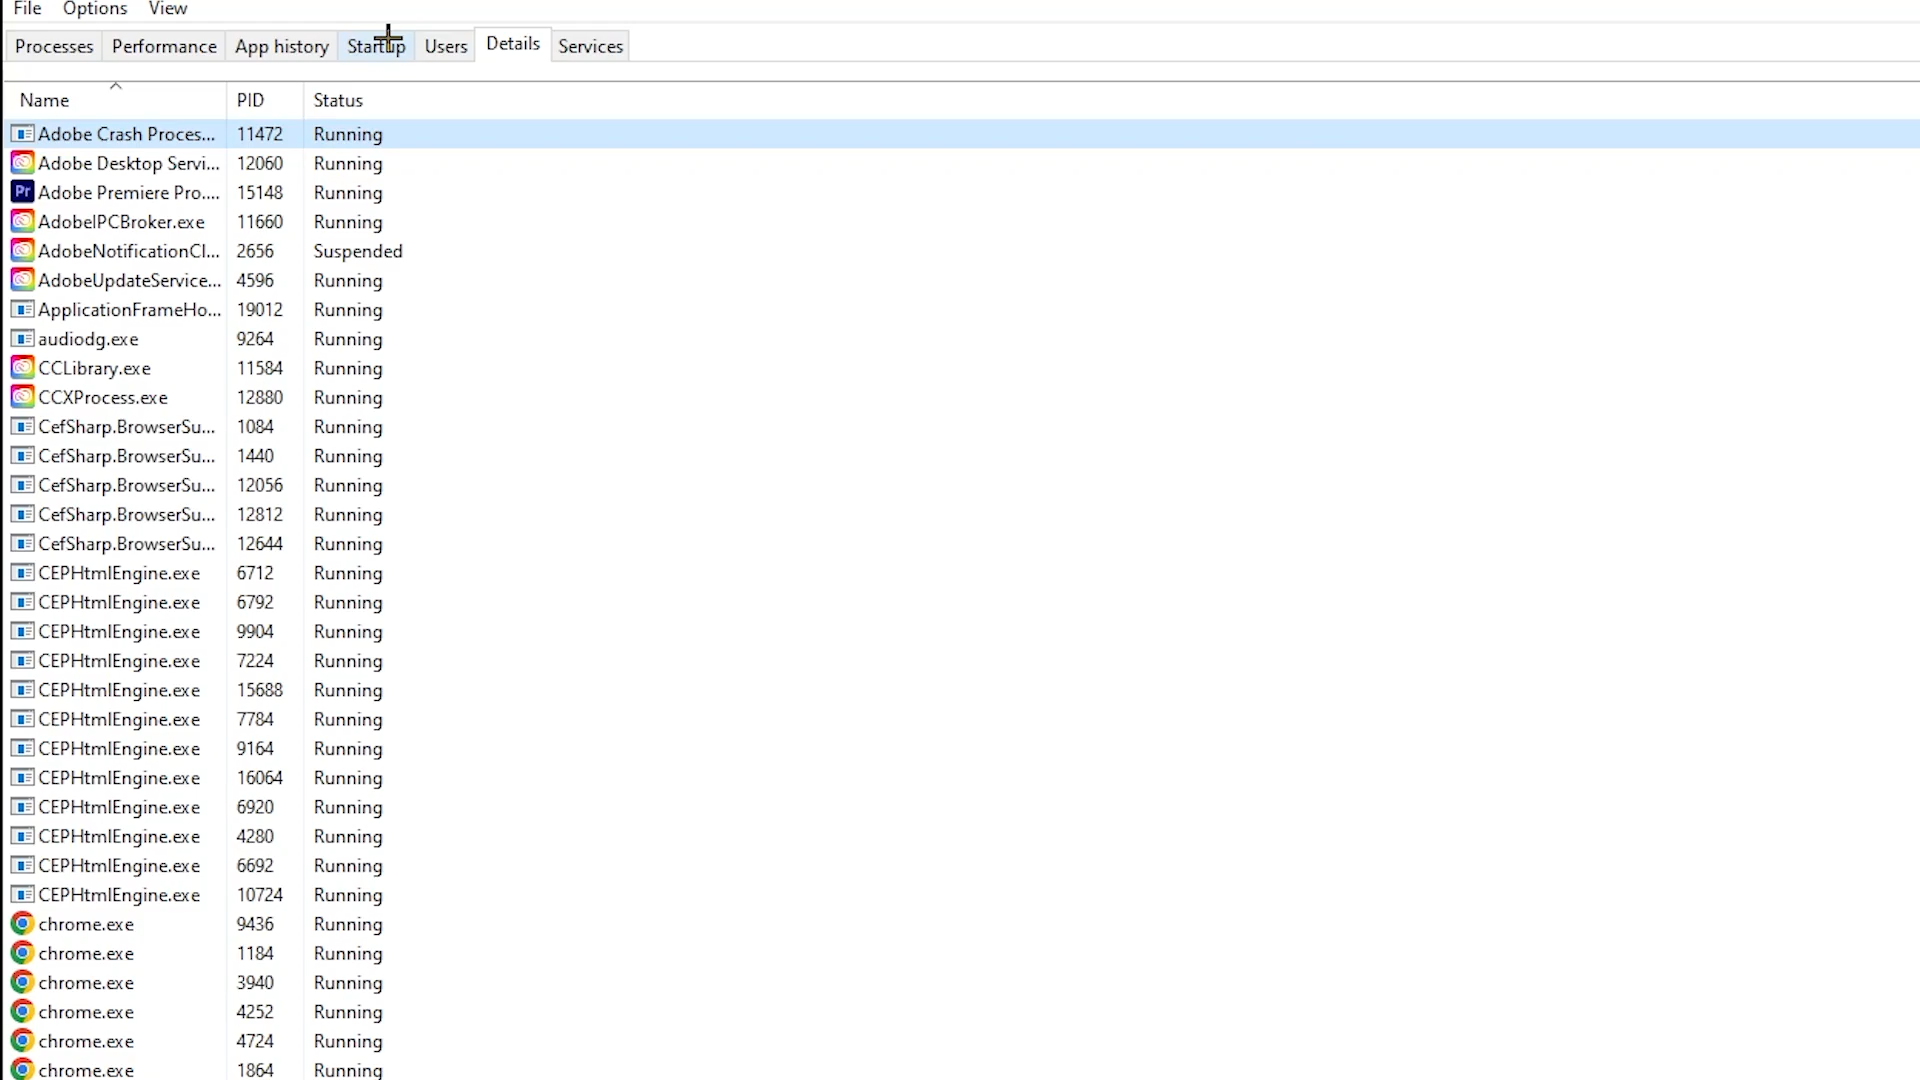 File Options View
Processes Performance App history Startup Users Details Services
Name PID Status
Adobe Crash Proces... 11472 Running
Adobe Desktop Servi... 12060 Running
Pr Adobe Premiere Pro.... 15148 Running
AdobeIPCBroker.exe 11660 Running
AdobeNotificationCl... 2656 Suspended
AdobeUpdateService... 4596 Running
ApplicationFrameHo... 19012 Running
audiodg.exe 9264 Running
CCLibrary.exe 11584 Running
CCXProcess.exe 12880 Running
CefSharp.BrowserSu... 1084 Running
CefSharp.BrowserSu... 1440 Running
CefSharp.BrowserSu... 12056 Running
CefSharp.BrowserSu... 12812 Running
CefSharp.BrowserSu... 12644 Running
CEPHtmlEngine.exe 6712 Running
CEPHtmlEngine.exe 6792 Running
CEPHtmlEngine.exe 9904 Running
CEPHtmlEngine.exe 7224 Running
CEPHtmlEngine.exe 15688 Running
CEPHtmlEngine.exe 7784 Running
CEPHtmlEngine.exe 9164 Running
CEPHtmlEngine.exe 16064 Running
CEPHtmlEngine.exe 6920 Running
CEPHtmlEngine.exe 4280 Running
CEPHtmlEngine.exe 6692 Running
CEPHtmlEngine.exe 10724 Running
chrome.exe 9436 Running
chrome.exe 1184 Running
chrome.exe 3940 Running
chrome.exe 4252 Running
chrome.exe 4724 Running
chrome.exe 1864 Running